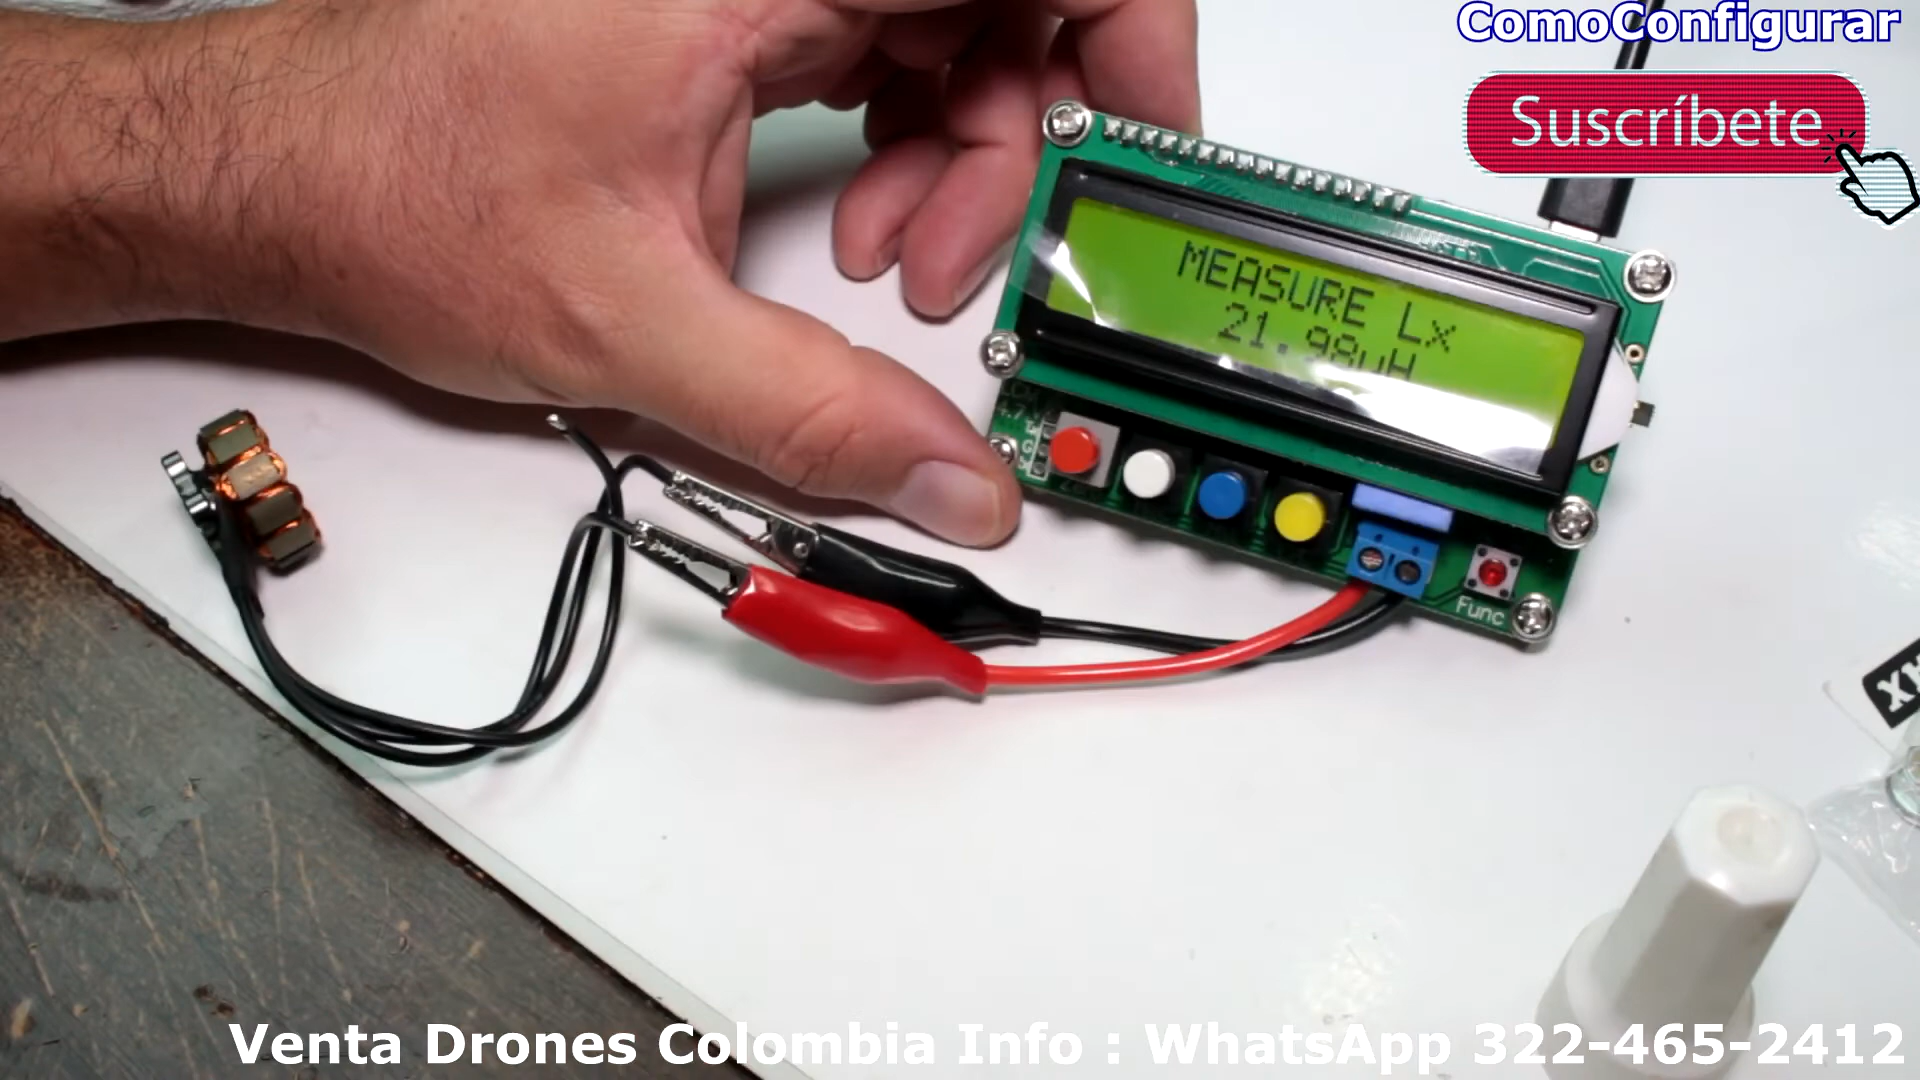 ComoConfigurar
Suscríbete
MEASURE Lx
21.98uH
Func
Venta Drones Colombia Info : WhatsApp 322-465-2412